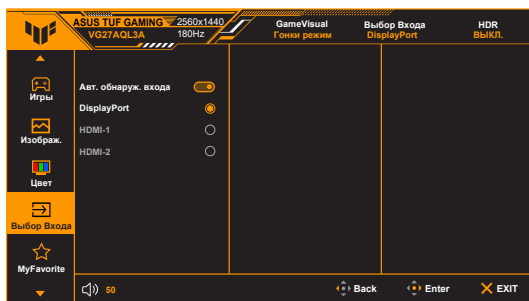 ASUS TUF GAMING 2560x1440
VG27AQL3A 180Hz
GameVisual
Гонки режим
Выбор Входа
DisplayPort
HDR
ВЫКЛ.
Игры
Изображ.
Цвет
Выбор Входа
MyFavorite
Авт. обнаруж. входа
DisplayPort
HDMI-1
HDMI-2
50
Back
Enter
EXIT